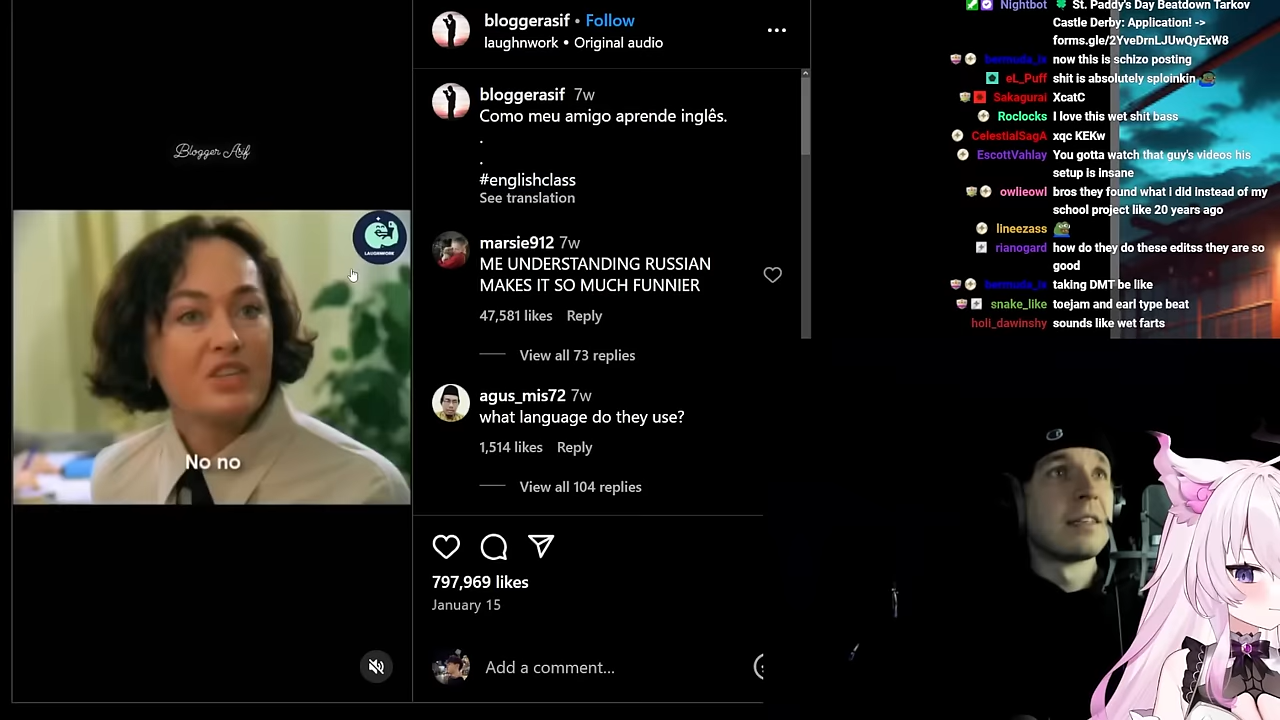 Blogger Asif
LAUGHNWORK
No no
bloggerasif • Follow
laughnwork • Original audio
bloggerasif 7w
Como meu amigo aprende inglês.
.
.
#englishclass
See translation
marsie912 7w
ME UNDERSTANDING RUSSIAN
MAKES IT SO MUCH FUNNIER
47,581 likes Reply
View all 73 replies
agus_mis72 7w
what language do they use?
1,514 likes Reply
View all 104 replies
797,969 likes
January 15
Add a comment...
Nightbot St. Paddy's Day Beatdown Tarkov
Castle Derby: Application! ->
forms.gle/2YveDrnLJUwQyExW8
bermuda_ix now this is schizo posting
eL_Puff shit is absolutely sploinkin
Sakagurai XcatC
Roclocks I love this wet shit bass
CelestialSagA xqc KEKw
EscottVahlay You gotta watch that guy's videos his
setup is insane
owlieowl bros they found what i did instead of my
school project like 20 years ago
lineezass
rianogard how do they do these editss they are so
good
bermuda_ix taking DMT be like
snake_like toejam and earl type beat
holi_dawinshy sounds like wet farts